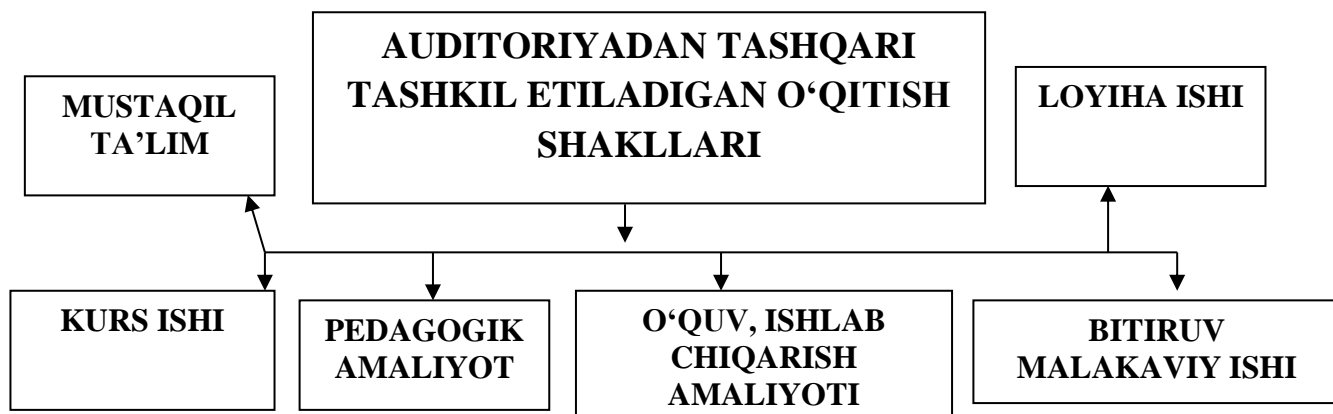 AUDITORIYADAN TASHQARI
TASHKIL ETILADIGAN O‘QITISH
SHAKLLARI
MUSTAQIL
TA’LIM
LOYIHA ISHI
KURS ISHI
PEDAGOGIK
AMALIYOT
O‘QUV, ISHLAB
CHIQARISH
AMALIYOTI
BITIRUV
MALAKAVIY ISHI